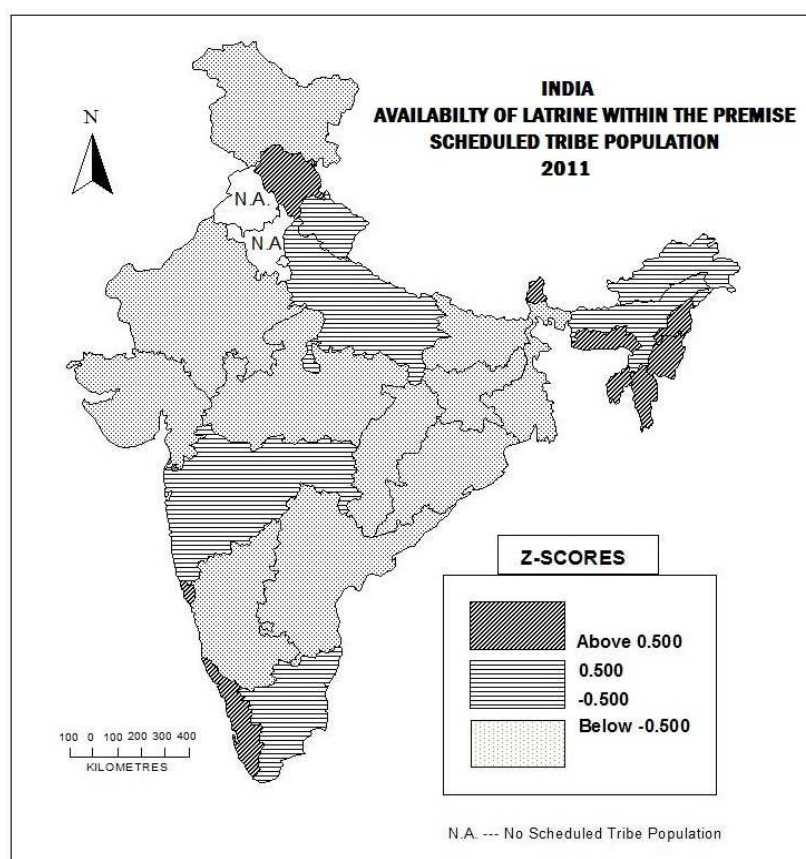 INDIA
AVAILABILTY OF LATRINE WITHIN THE PREMISE
SCHEDULED TRIBE POPULATION
2011
N
N.A.
N.A
Z-SCORES
Above 0.500
0.500
-0.500
Below -0.500
100 0 100 200 300 400
KILOMETRES
N.A. --- No Scheduled Tribe Population